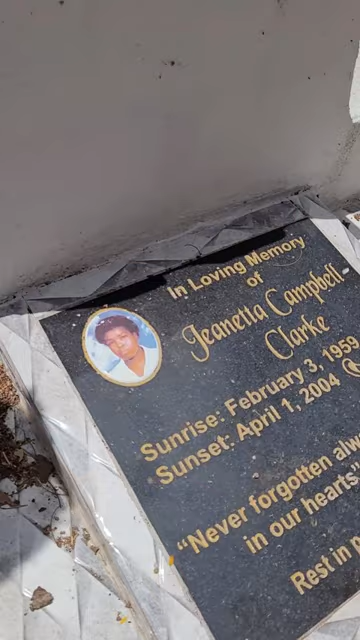 In Loving Memory
of
Jeanetta Campbell-
Clarke
Sunrise: February 3, 1959
Sunset: April 1, 2004
"Never forgotten
in our hearts
Rest in